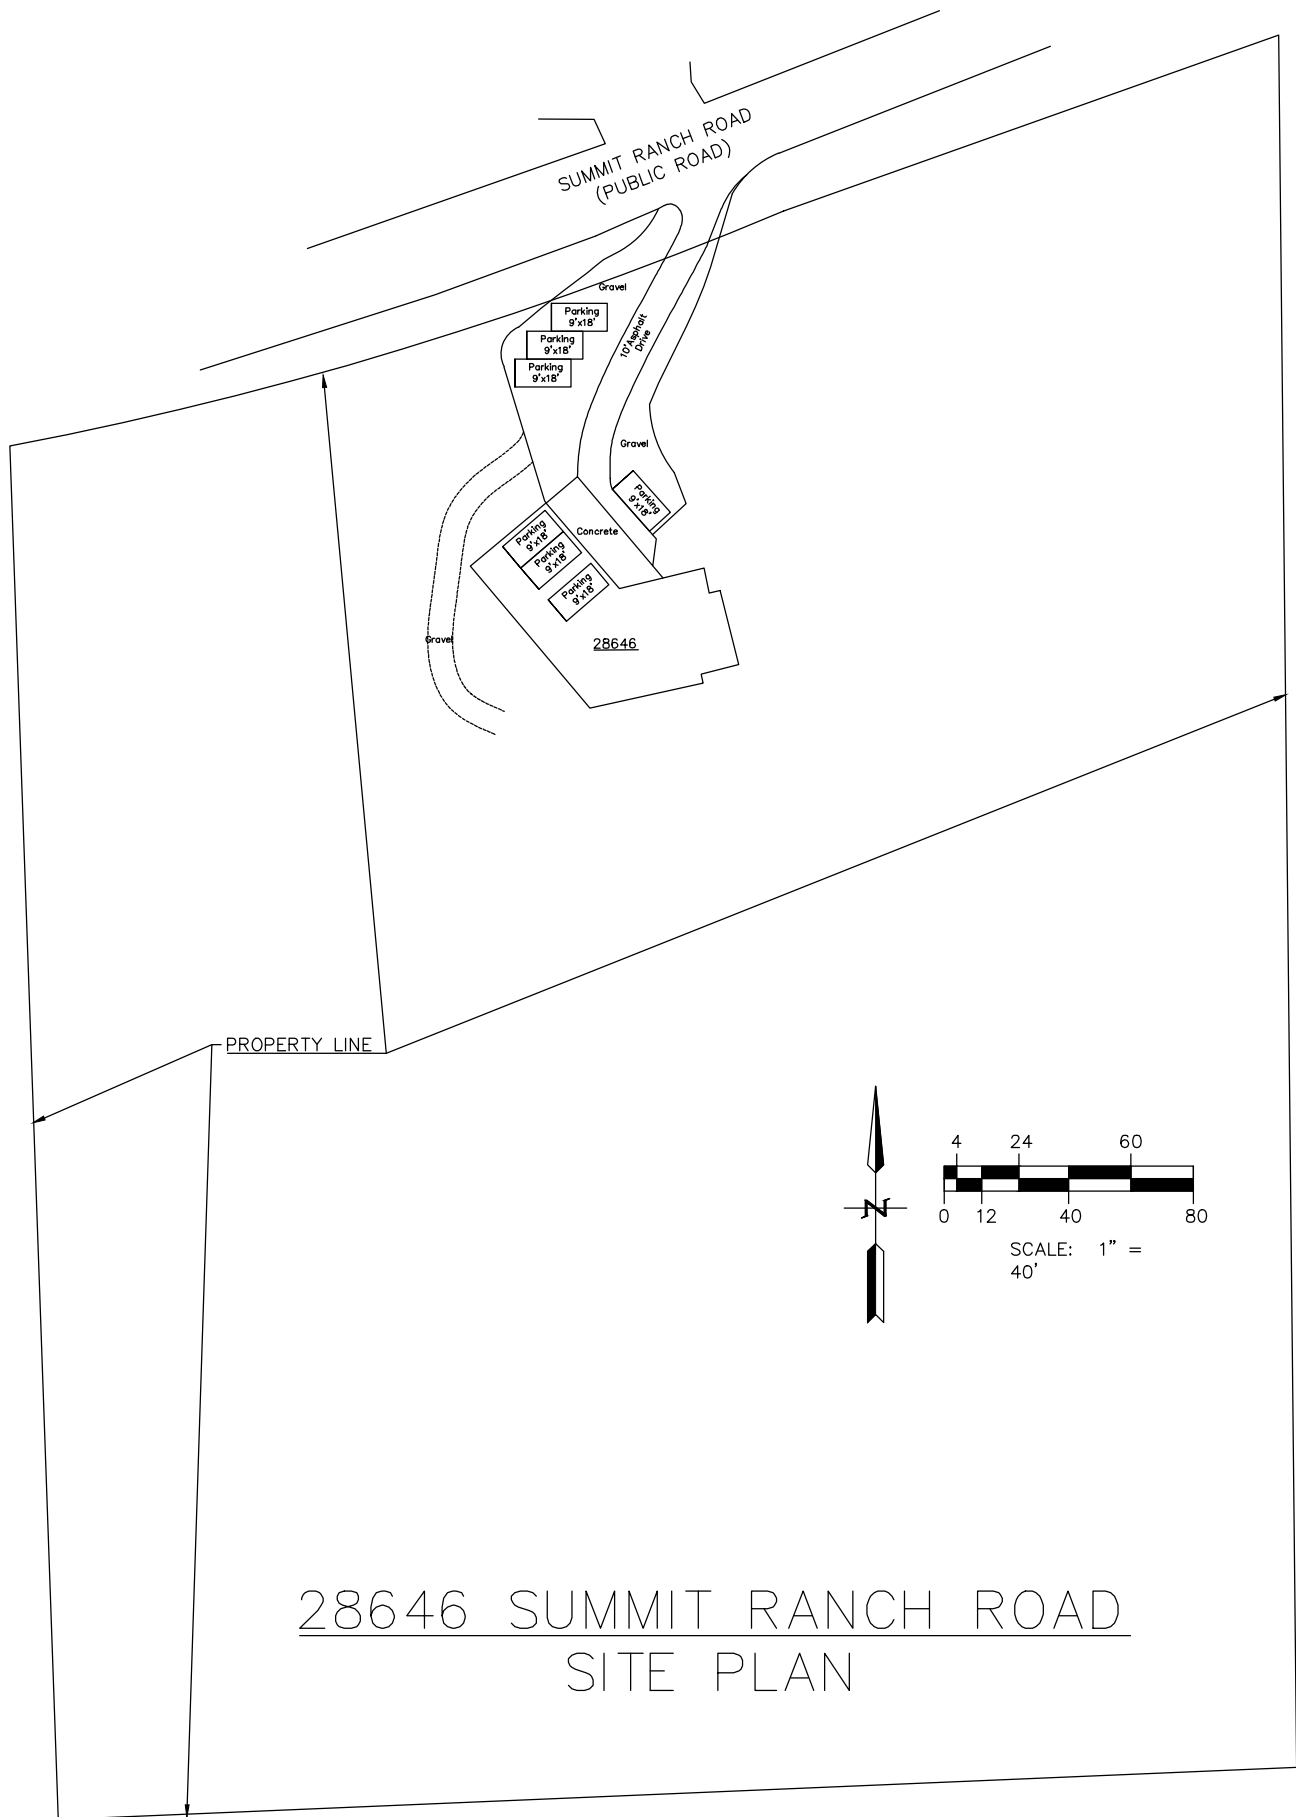 SUMMIT RANCH ROAD
(PUBLIC ROAD)
Gravel
Parking
9'x18'
Parking
9'x18'
Parking
9'x18'
10'Asphalt
Drive
Gravel
Parking
9'x18'
Concrete
Parking
9'x18'
Parking
9'x18'
Parking
9'x18'
Gravel
28646
PROPERTY LINE
N
4 24 60
0 12 40 80
SCALE: 1" =
40'
28646 SUMMIT RANCH ROAD
SITE PLAN